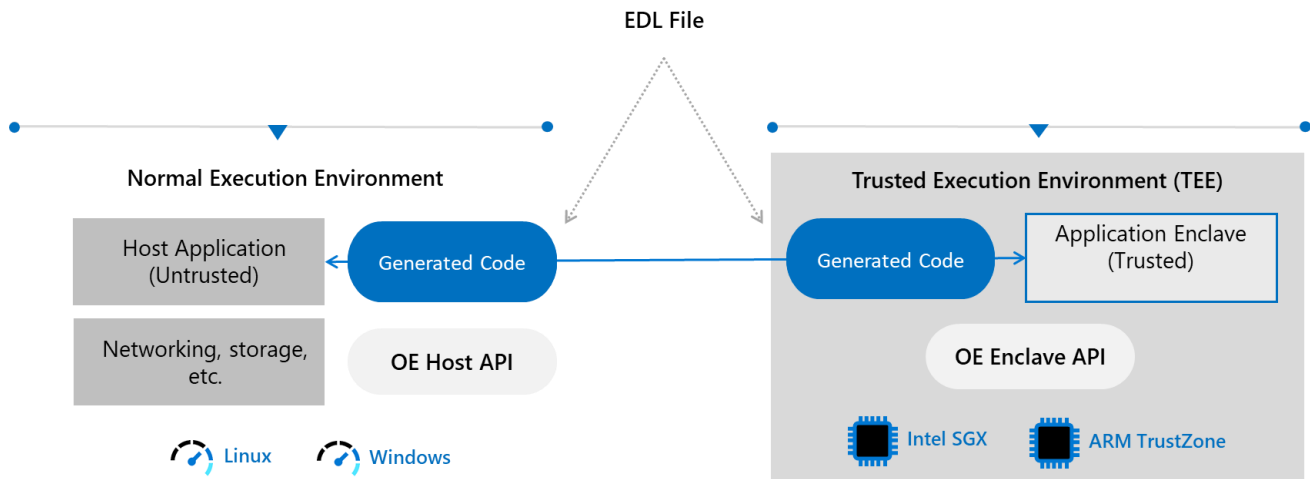 EDL File
Normal Execution Environment
Host Application
(Untrusted)
Generated Code
Networking, storage,
etc.
OE Host API
Linux
Windows
Trusted Execution Environment (TEE)
Generated Code
Application Enclave
(Trusted)
OE Enclave API
Intel SGX
ARM TrustZone